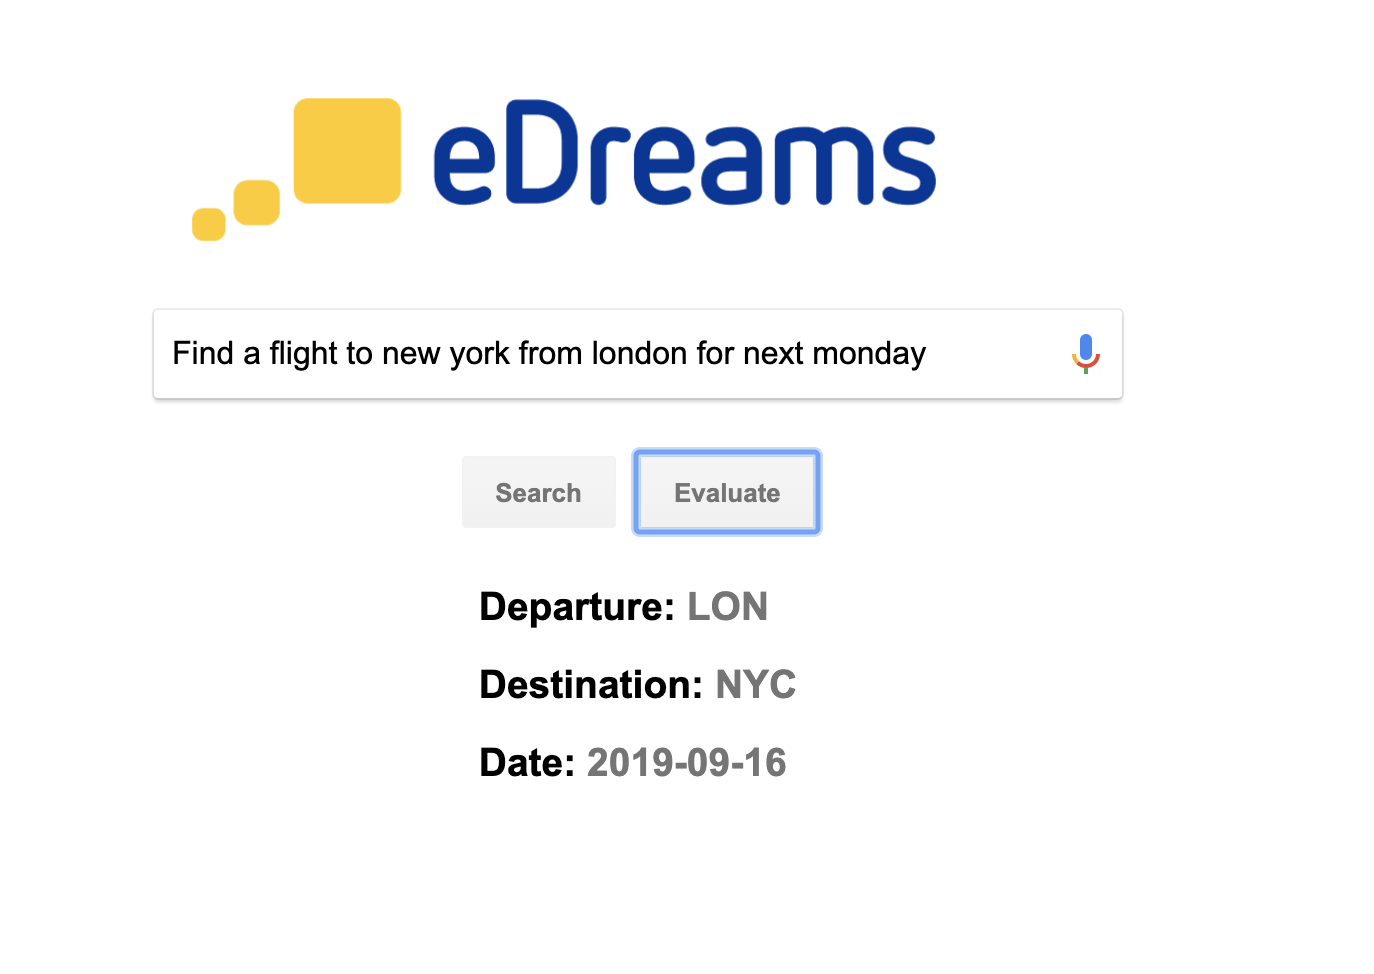 eDreams
Find a flight to new york from london for next monday
Search Evaluate
Departure: LON
Destination: NYC
Date: 2019-09-16